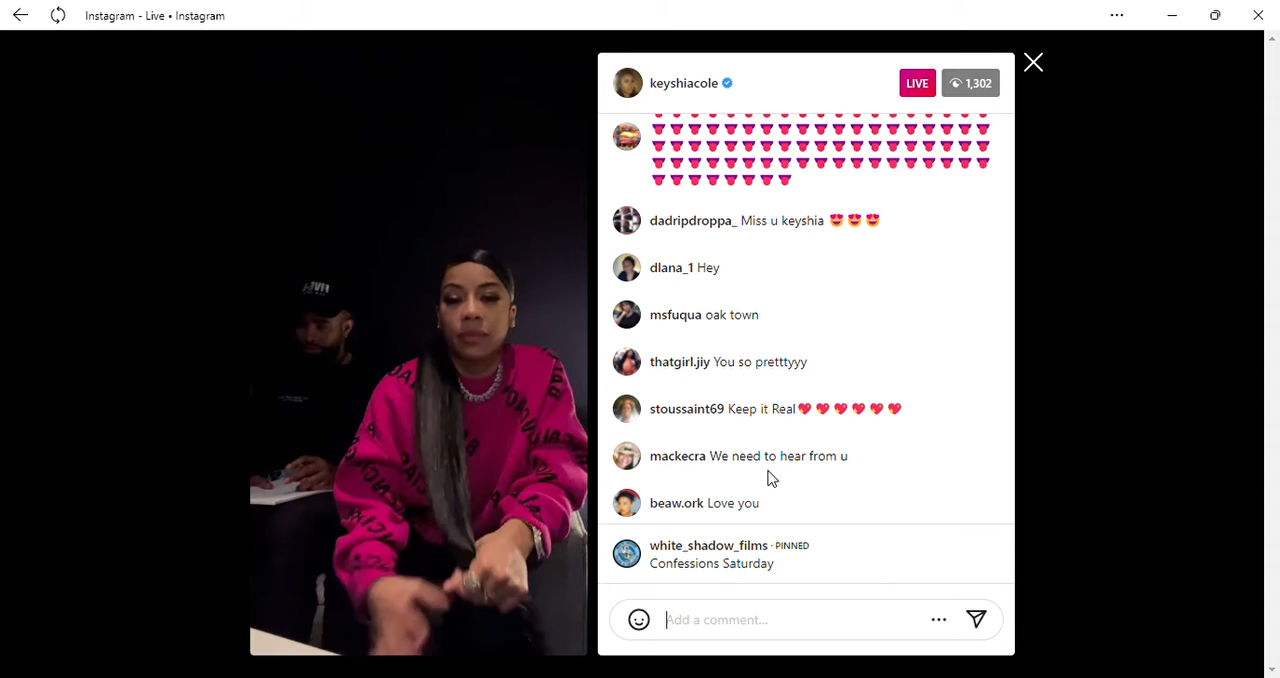 Instagram - Live • Instagram
keyshiacole
LIVE
1,302
dadripdroppa_ Miss u keyshia 😍 😍 😍
dlana_1 Hey
msfuqua oak town
thatgirl.jiy You so pretttyyy
stoussaint69 Keep it Real💖 💖 💖 💖 💖 💖
mackecra We need to hear from u
beaw.ork Love you
white_shadow_films · PINNED
Confessions Saturday
Add a comment...